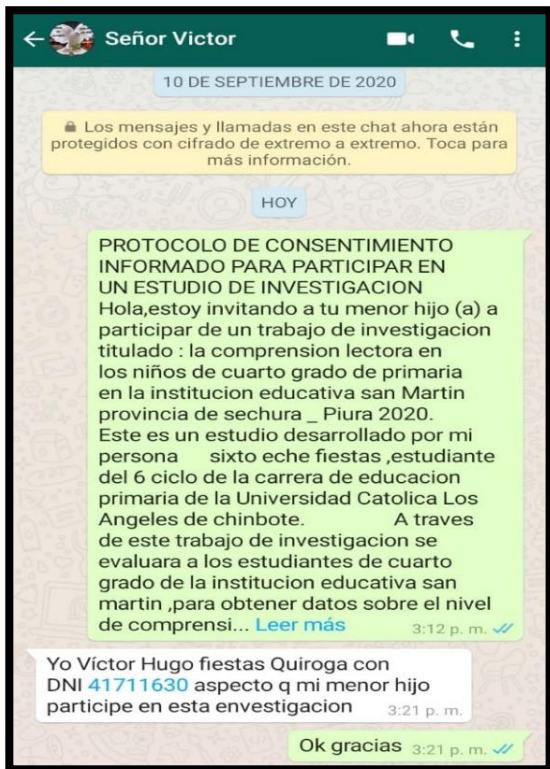 Señor Victor
10 DE SEPTIEMBRE DE 2020
Los mensajes y llamadas en este chat ahora están
protegidos con cifrado de extremo a extremo. Toca para
más información.
HOY
PROTOCOLO DE CONSENTIMIENTO
INFORMADO PARA PARTICIPAR EN
UN ESTUDIO DE INVESTIGACION
Hola,estoy invitando a tu menor hijo (a) a
participar de un trabajo de investigacion
titulado : la comprension lectora en
los niños de cuarto grado de primaria
en la institucion educativa san Martin
provincia de sechura _ Piura 2020.
Este es un estudio desarrollado por mi
persona sixto eche fiestas ,estudiante
del 6 ciclo de la carrera de educacion
primaria de la Universidad Catolica Los
Angeles de chinbote. A traves
de este trabajo de investigacion se
evaluara a los estudiantes de cuarto
grado de la institucion educativa san
martin ,para obtener datos sobre el nivel
de comprensi... Leer más 3:12 p. m.
Yo Víctor Hugo fiestas Quiroga con
DNI 41711630 aspecto q mi menor hijo
participe en esta envestigacion 3:21 p. m.
Ok gracias 3:21 p. m.